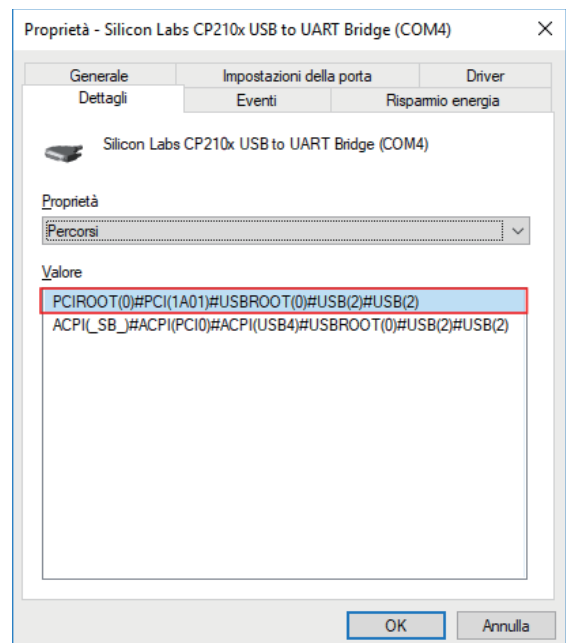 Proprietà - Silicon Labs CP210x USB to UART Bridge (COM4)
Generale Impostazioni della porta Driver
Dettagli Eventi Risparmio energia
Silicon Labs CP210x USB to UART Bridge (COM4)
Proprietà
Percorsi
Valore
PCIROOT(0)#PCI(1A01)#USBROOT(0)#USB(2)#USB(2)
ACPI(_SB_)#ACPI(PCI0)#ACPI(USB4)#USBROOT(0)#USB(2)#USB(2)
OK Annulla